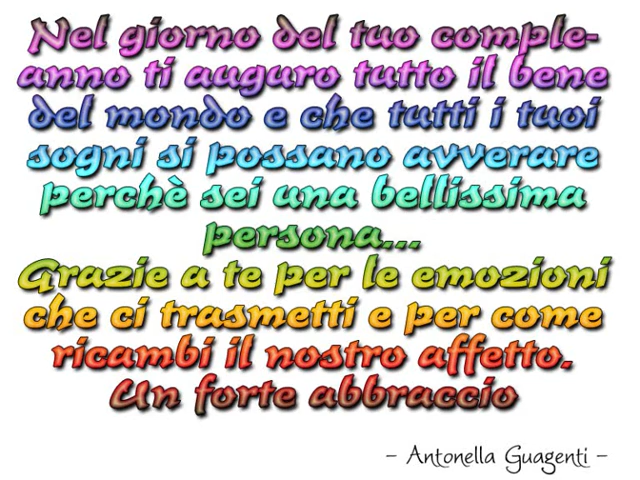 Nel giorno del tuo comple-
anno ti auguro tutto il bene
del mondo e che tutti i tuoi
sogni si possano avverare
perchè sei una bellissima
persona...
Grazie a te per le emozioni
che ci trasmetti e per come
ricambi il nostro affetto.
Un forte abbraccio
- Antonella Guagenti -